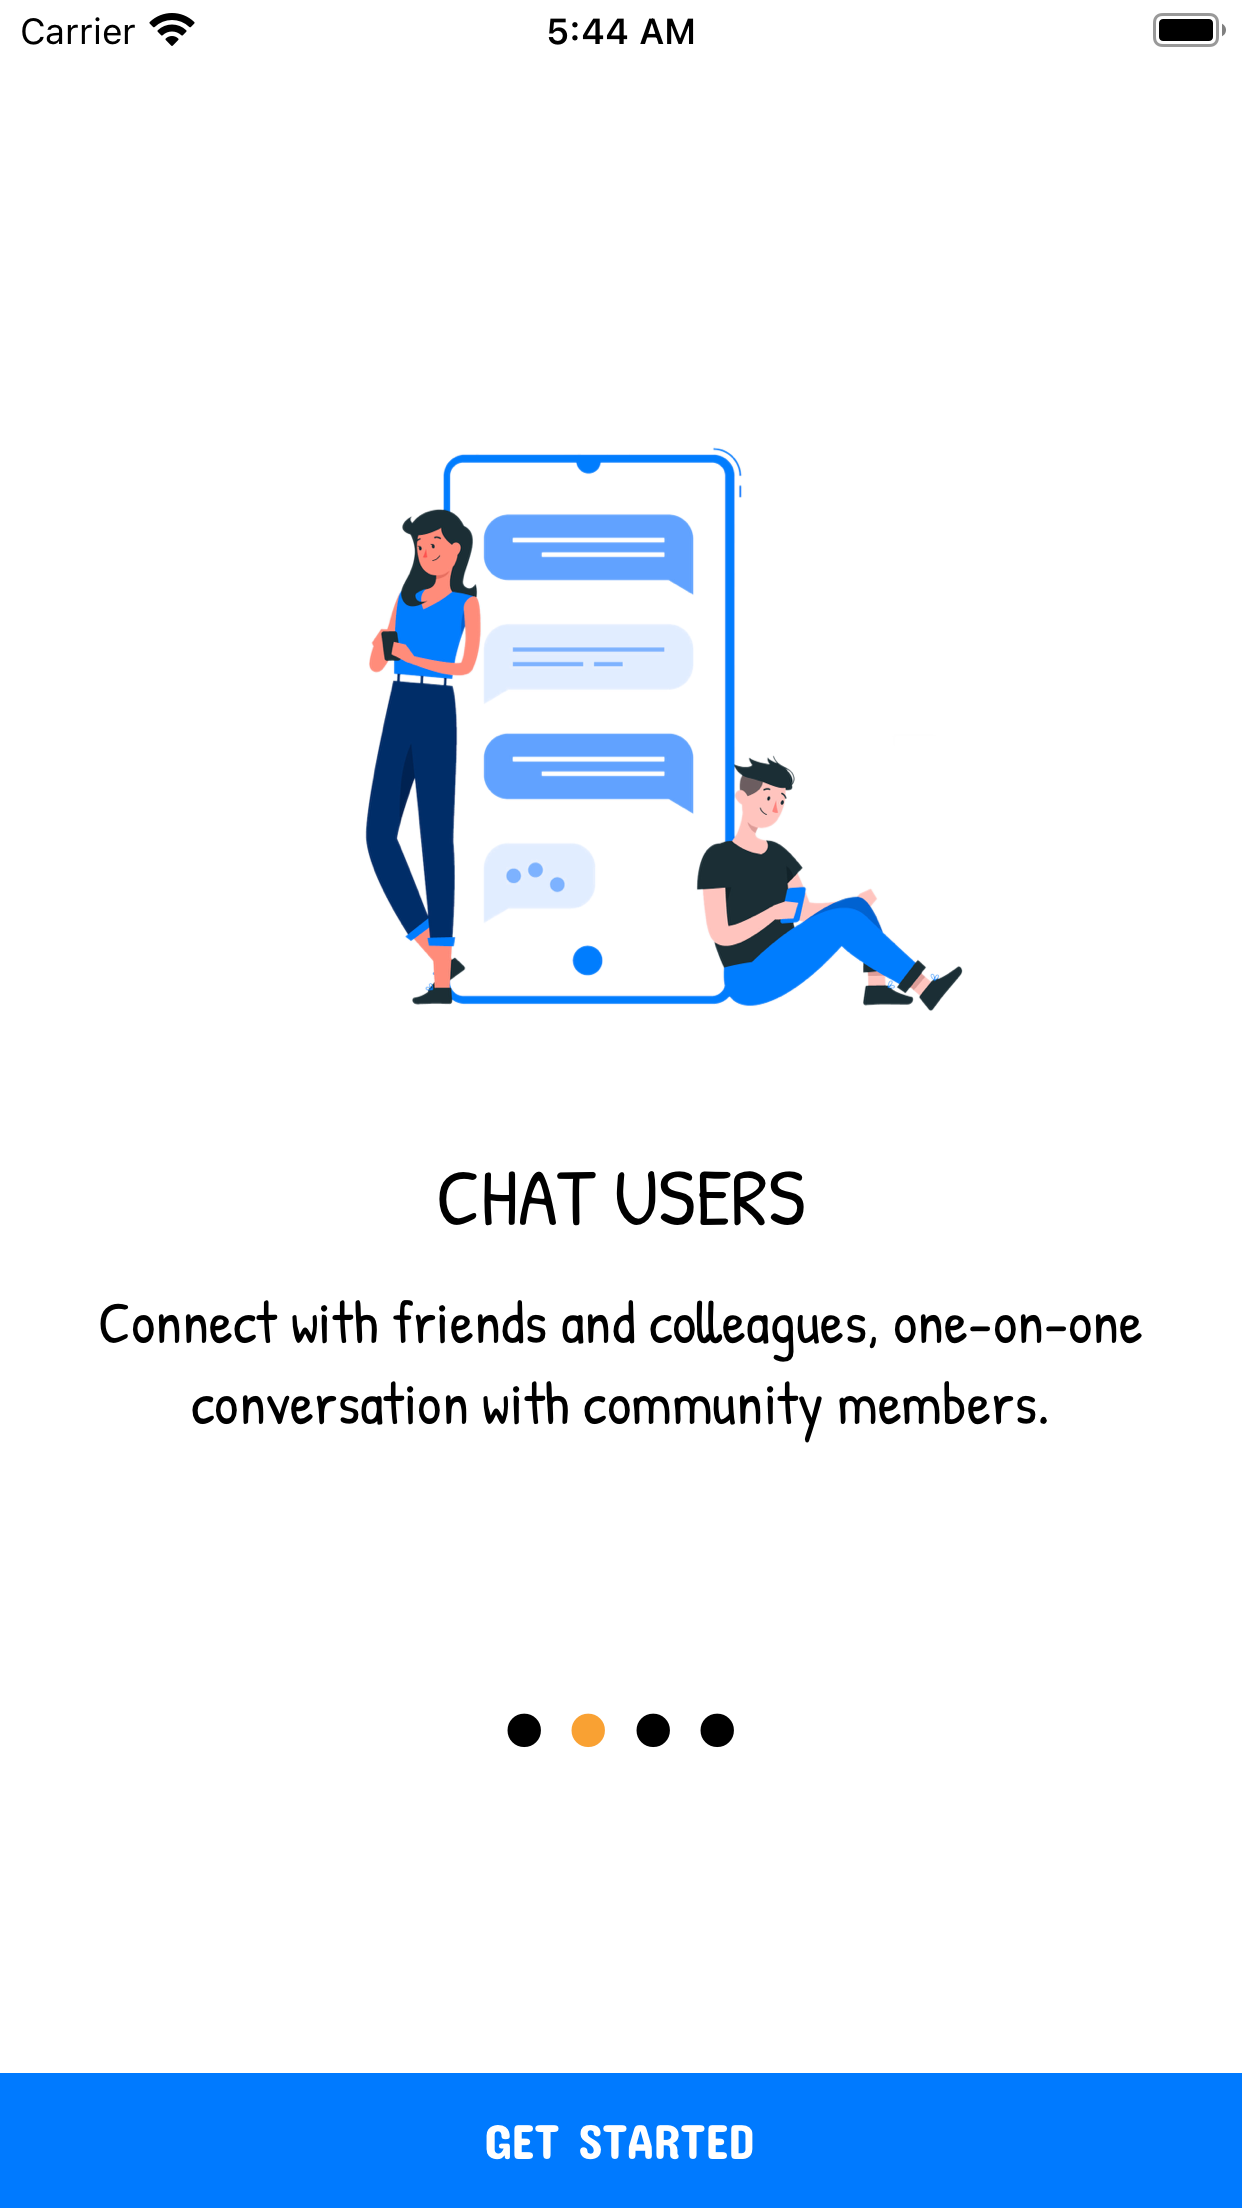 Carrier 5:44 AM
CHAT USERS
Connect with friends and colleagues, one-on-one
conversation with community members.
GET STARTED